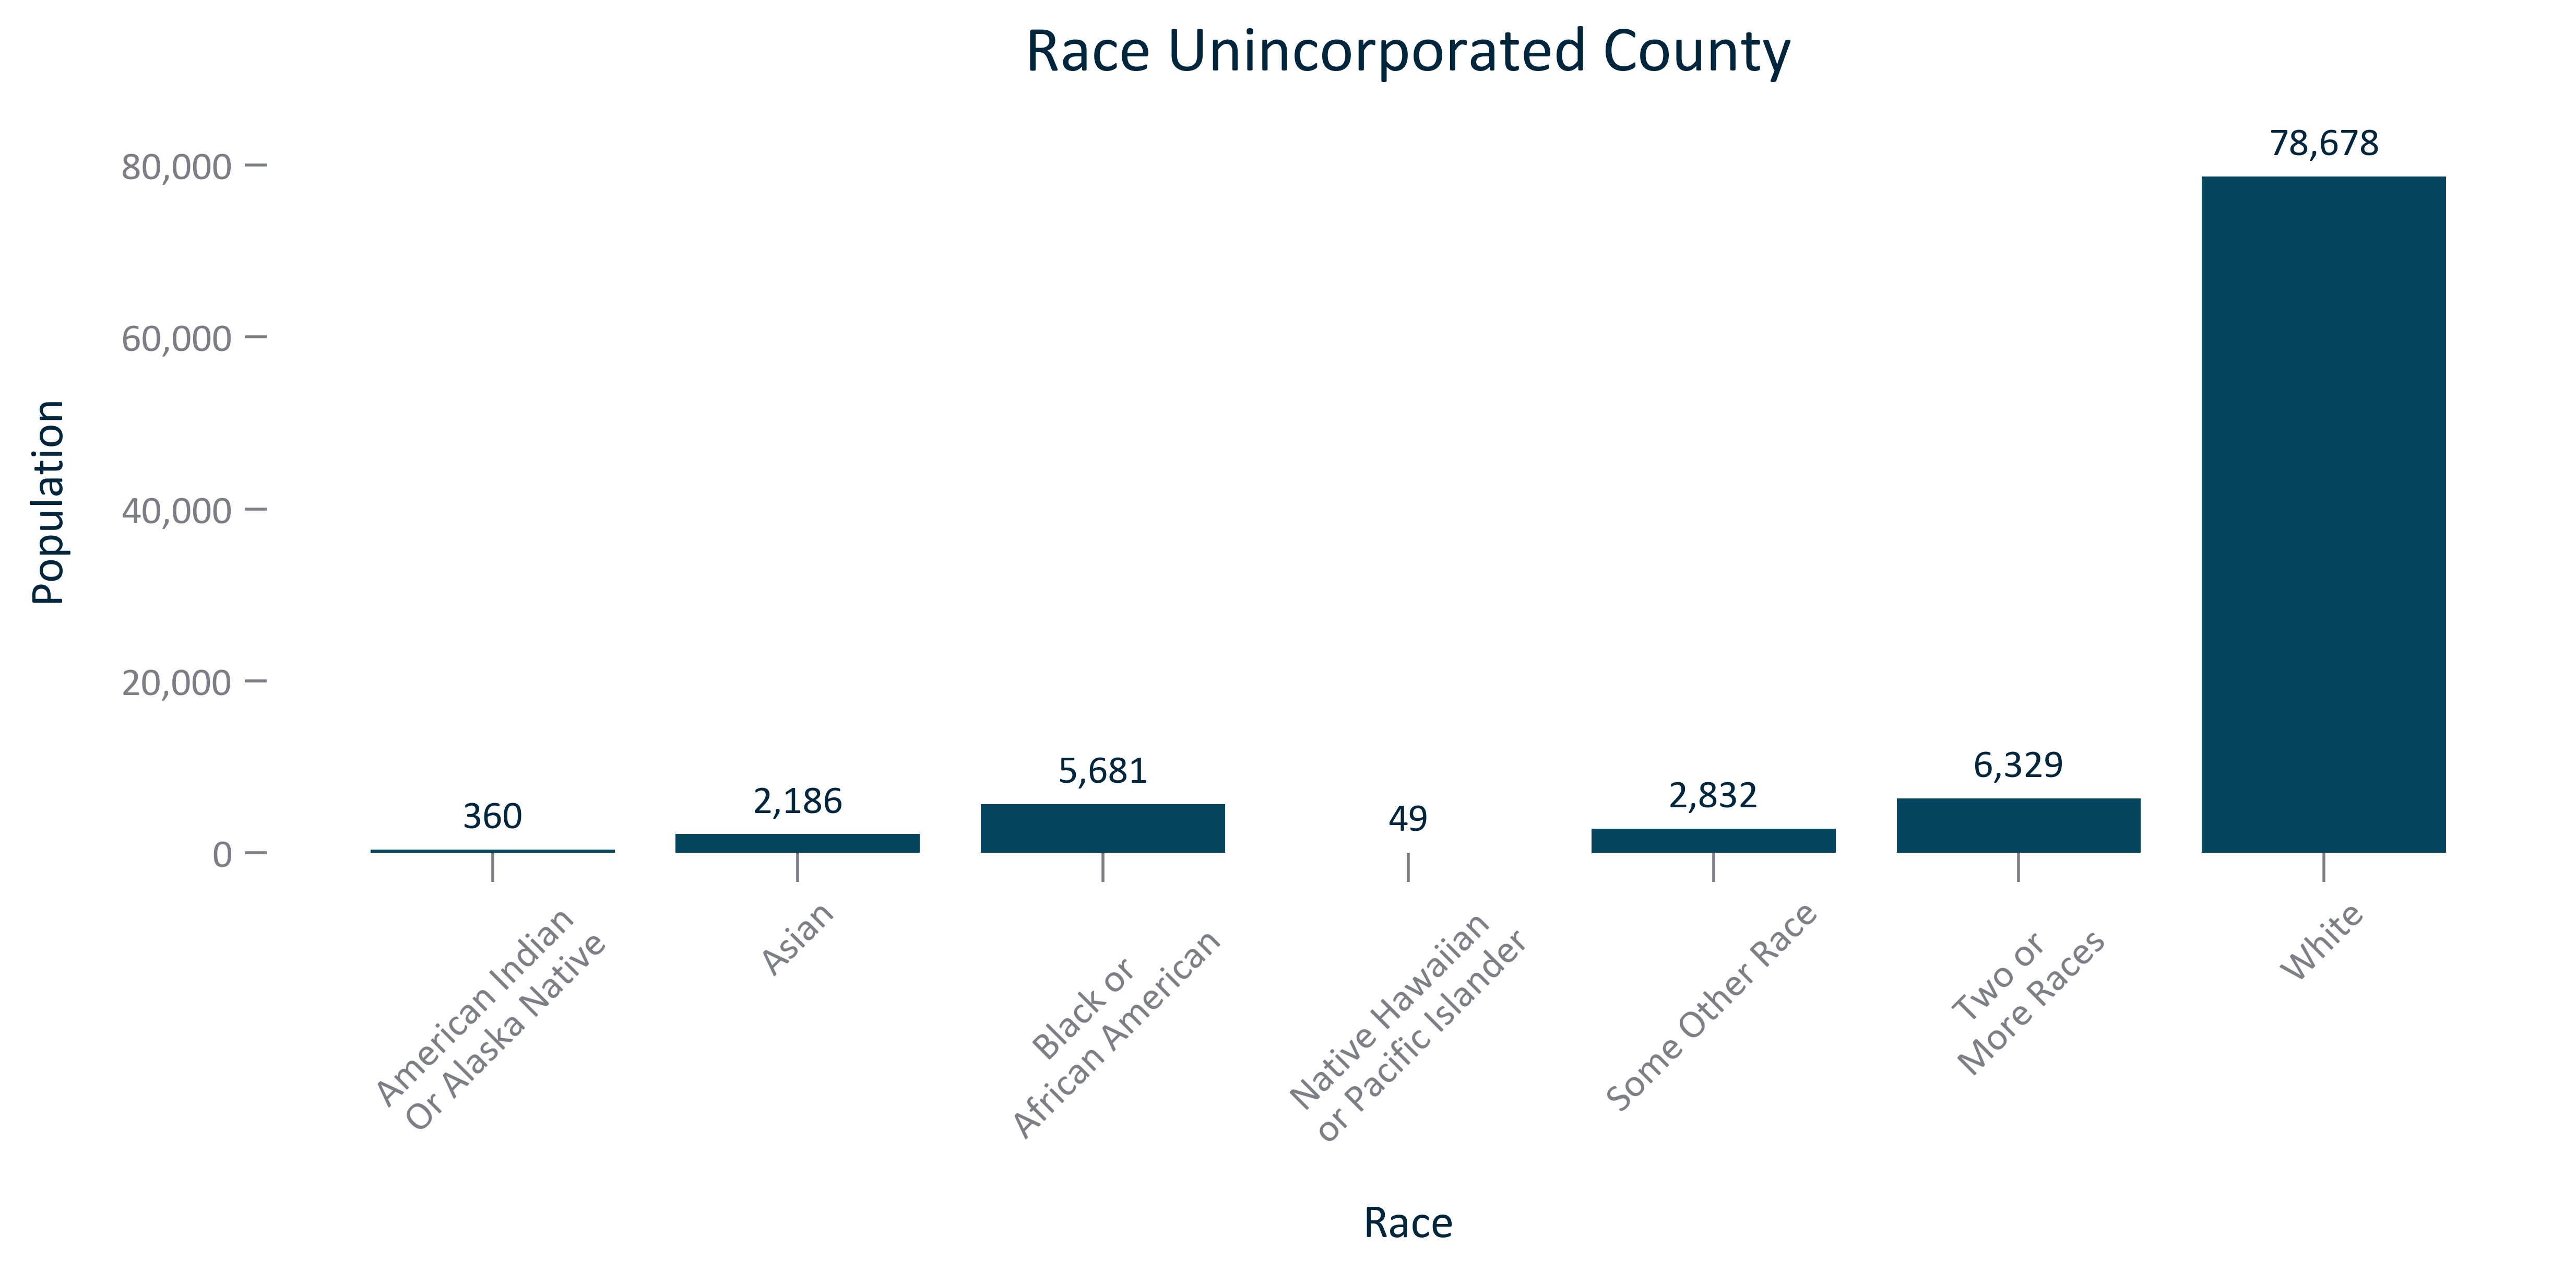 Race Unincorporated County
Population
80,000
60,000
40,000
20,000
0
360
2,186
5,681
49
2,832
6,329
78,678
American Indian
Or Alaska Native
Asian
Black or
African American
Native Hawaiian
or Pacific Islander
Some Other Race
Two or
More Races
White
Race